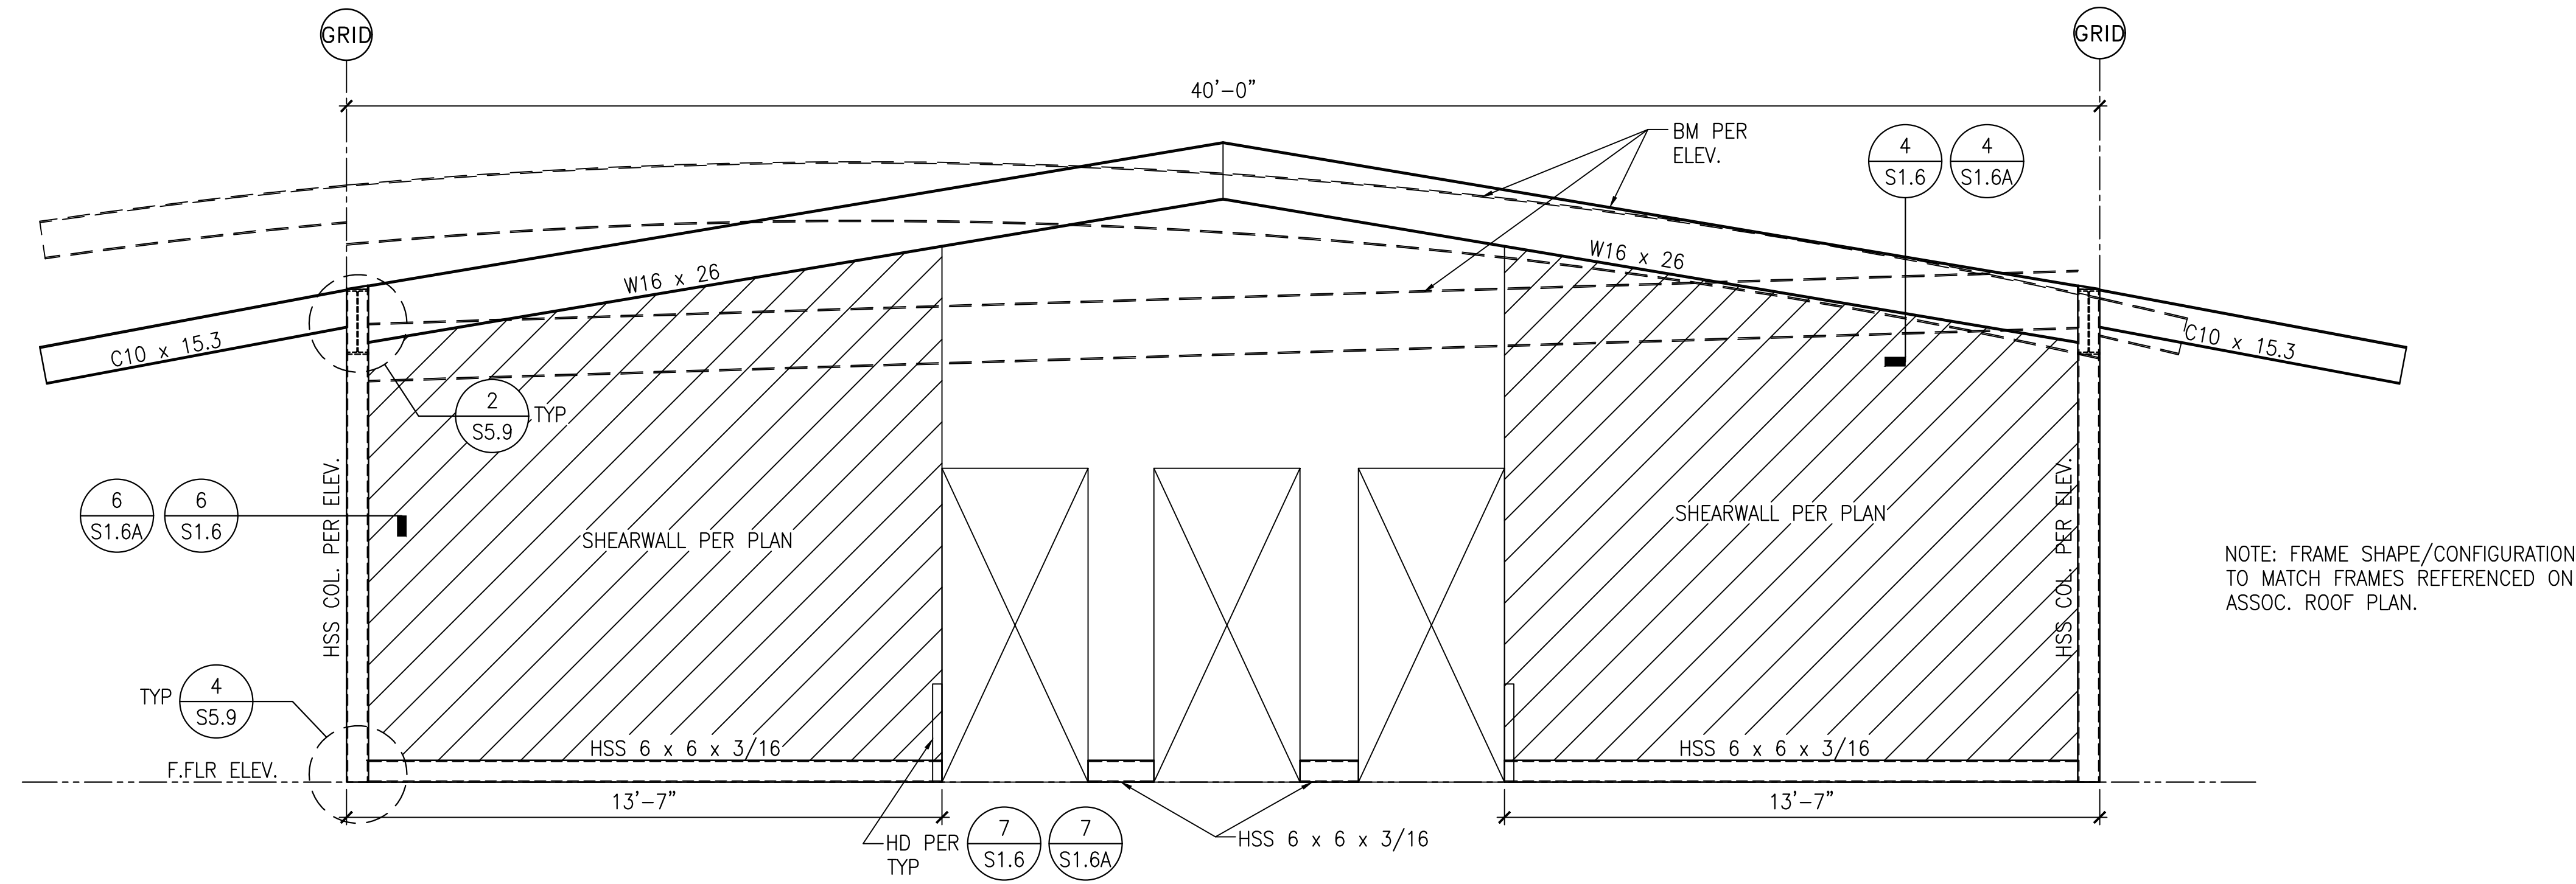 GRID
GRID
40'-0"
BM PER
ELEV.
4
S1.6
4
S1.6A
W16 x 26
W16 x 26
C10 x 15.3
C10 x 15.3
2
S5.9
TYP
HSS COL. PER ELEV.
HSS COL. PER ELEV.
6
S1.6A
6
S1.6
SHEARWALL PER PLAN
SHEARWALL PER PLAN
NOTE: FRAME SHAPE/CONFIGURATION
TO MATCH FRAMES REFERENCED ON
ASSOC. ROOF PLAN.
TYP
4
S5.9
HSS 6 x 6 x 3/16
HSS 6 x 6 x 3/16
F.FLR ELEV.
13'-7"
13'-7"
HD PER
TYP
7
S1.6
7
S1.6A
HSS 6 x 6 x 3/16